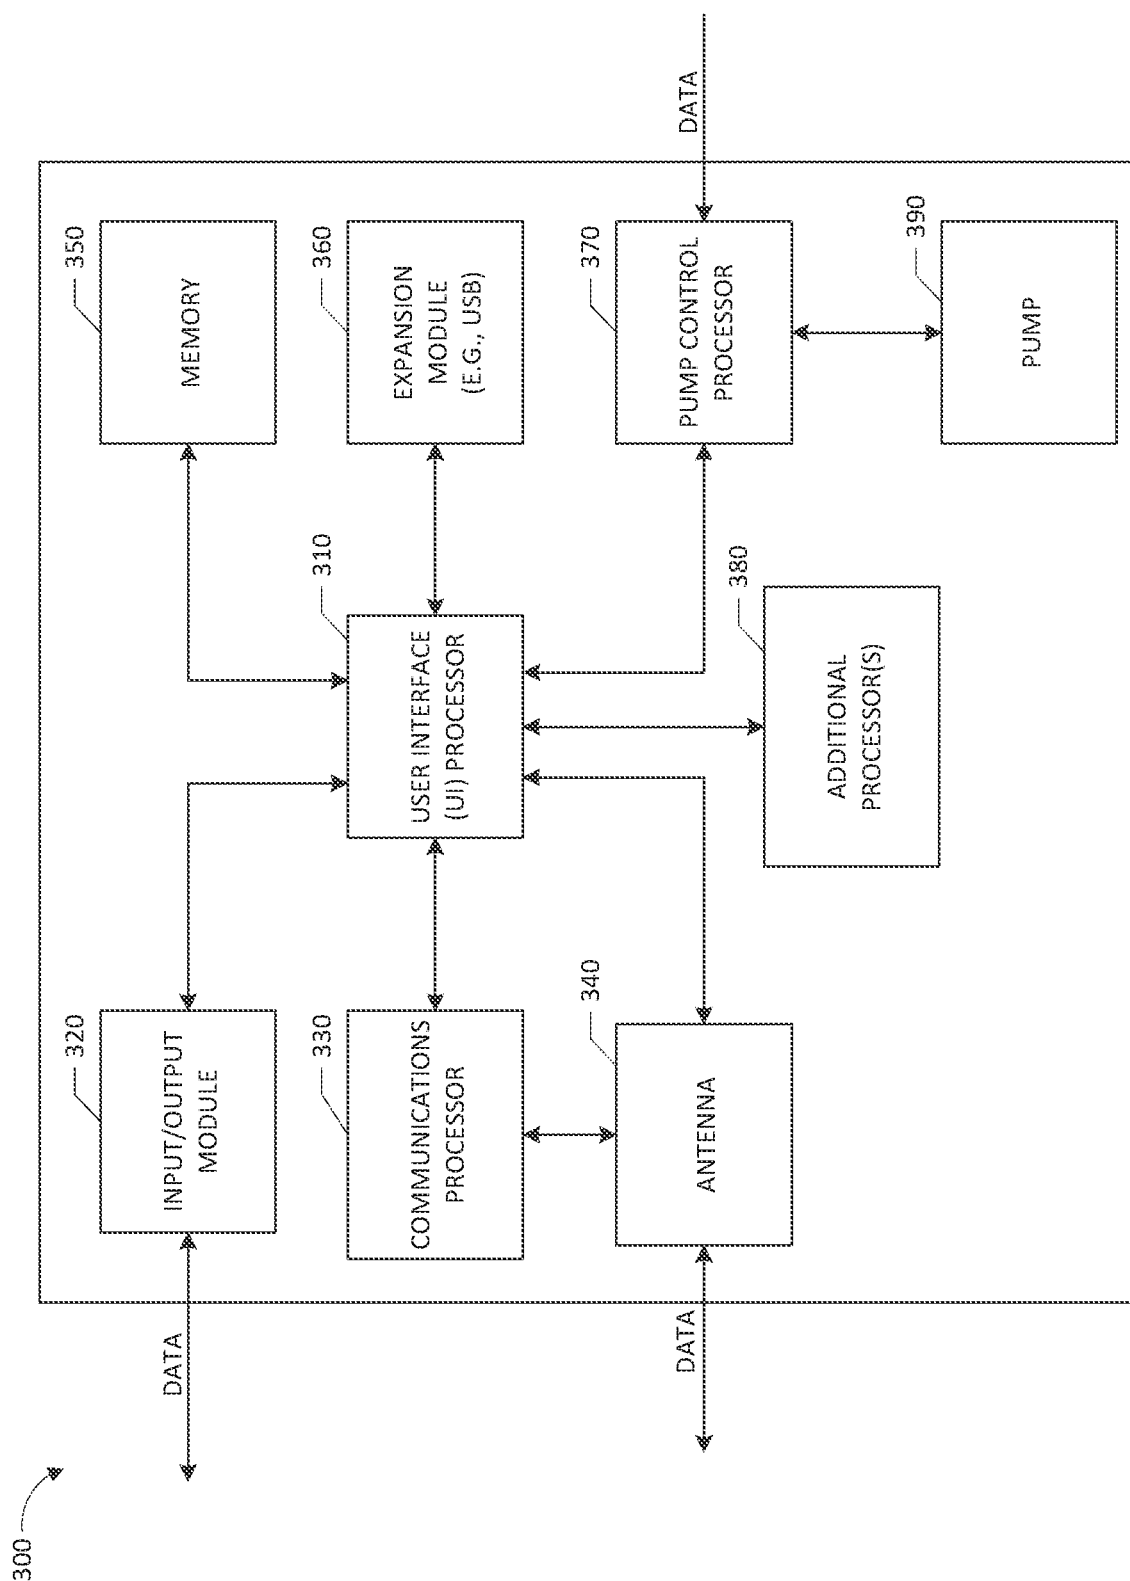 300
DATA
INPUT/OUTPUT
MODULE
320
MEMORY
350
COMMUNICATIONS
PROCESSOR
330
USER INTERFACE
(UI) PROCESSOR
310
EXPANSION
MODULE
(E.G., USB)
360
DATA
ANTENNA
340
PUMP CONTROL
PROCESSOR
370
DATA
ADDITIONAL
PROCESSOR(S)
380
PUMP
390